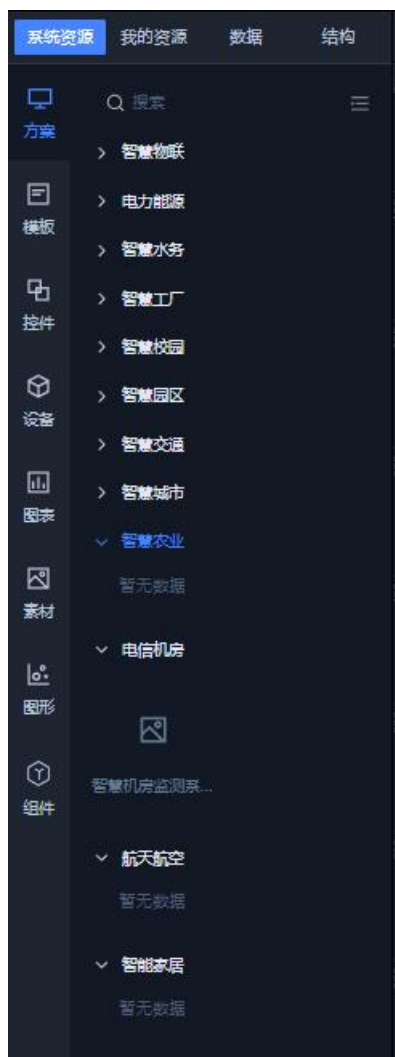 系统资源 我的资源 数据 结构
方案
模板
控件
设备
图表
素材
图形
组件
搜索
智慧物联
电力能源
智慧水务
智慧工厂
智慧校园
智慧园区
智慧交通
智慧城市
智慧农业
暂无数据
电信机房
智慧机房监测系...
航天航空
暂无数据
智能家居
暂无数据